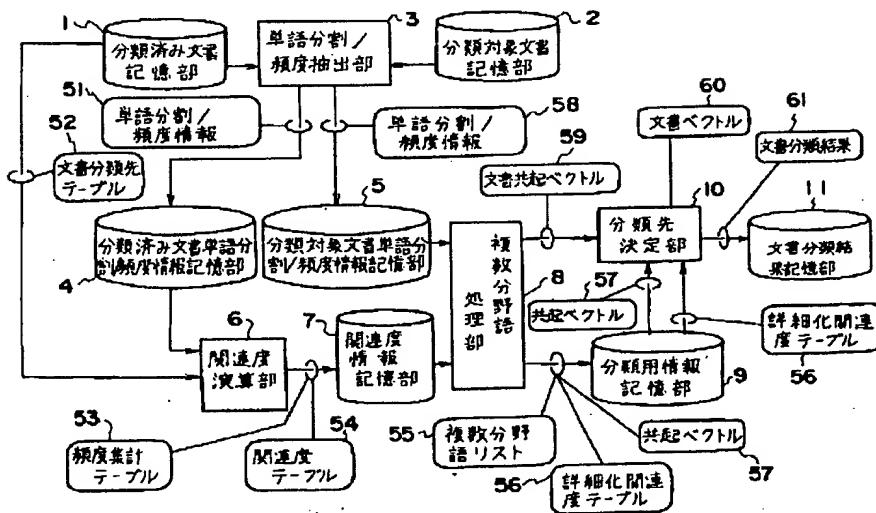 1
分類済み文書
記憶部
3
単語分割
/
頻度抽出部
2
分類対象文書
記憶部
51
単語分割/
頻度情報
52
文書分類先
テーブル
58
単語分割/
頻度情報
59
文書共起ベクトル
60
文書ベクトル
61
文書分類結果
4
分類済み文書単語分
割/頻度情報記憶部
5
分類対象文書単語分
割/頻度情報記憶部
8
複数分野語
処理部
10
分類先
決定部
11
文書分類結
果記憶部
57
共起ベクトル
6
関連度
演算部
7
関連度
情報
記憶部
9
分類用情報
記憶部
詳細化関連
度テーブル
56
53
頻度集計
テーブル
54
関連度
テーブル
55
複数分野
語リスト
56
詳細化関連
度テーブル
共起ベクトル
57